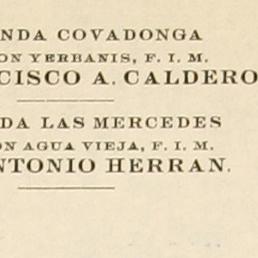 NDA COVADONGA
ON YERBANIS, F. I. M.
CISCO A. CALDERO
DA LAS MERCEDES
ON AGUA VIEJA, F. I. M.
NTONIO HERRAN.